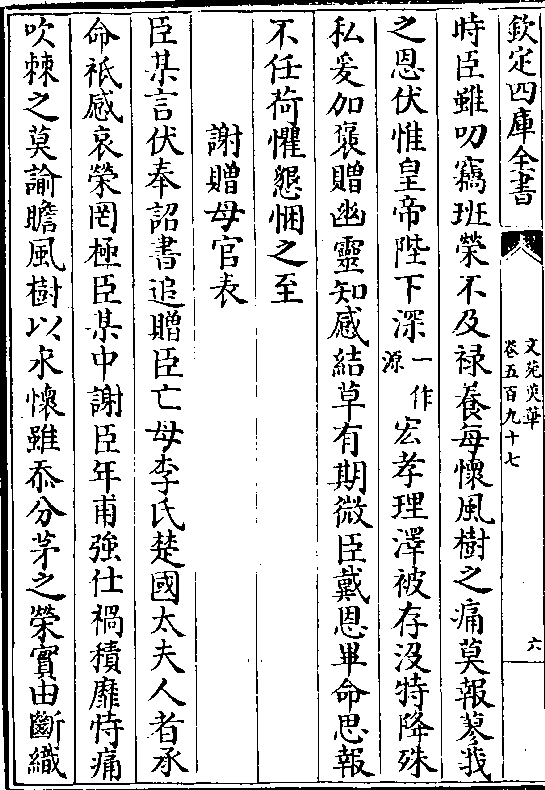 欽定四庫全書
文苑英華
卷五百九十七
六
時臣雖叨竊班榮不及禄養每懷風樹之痛莫報蓼莪
之恩伏惟皇帝陛下深一作源宏孝理澤被存没特降殊
私爰加褒贈幽靈知感結草有期微臣戴恩畢命思報
不任荷懼懇悃之至
謝贈母官表
臣某言伏奉詔書追贈臣亡母李氏楚國太夫人者承
命祗感哀榮罔極臣某中謝臣年甫強仕禍積靡恃痛
吹棘之莫諭瞻風樹以永懷雖忝分茅之榮實由斷織